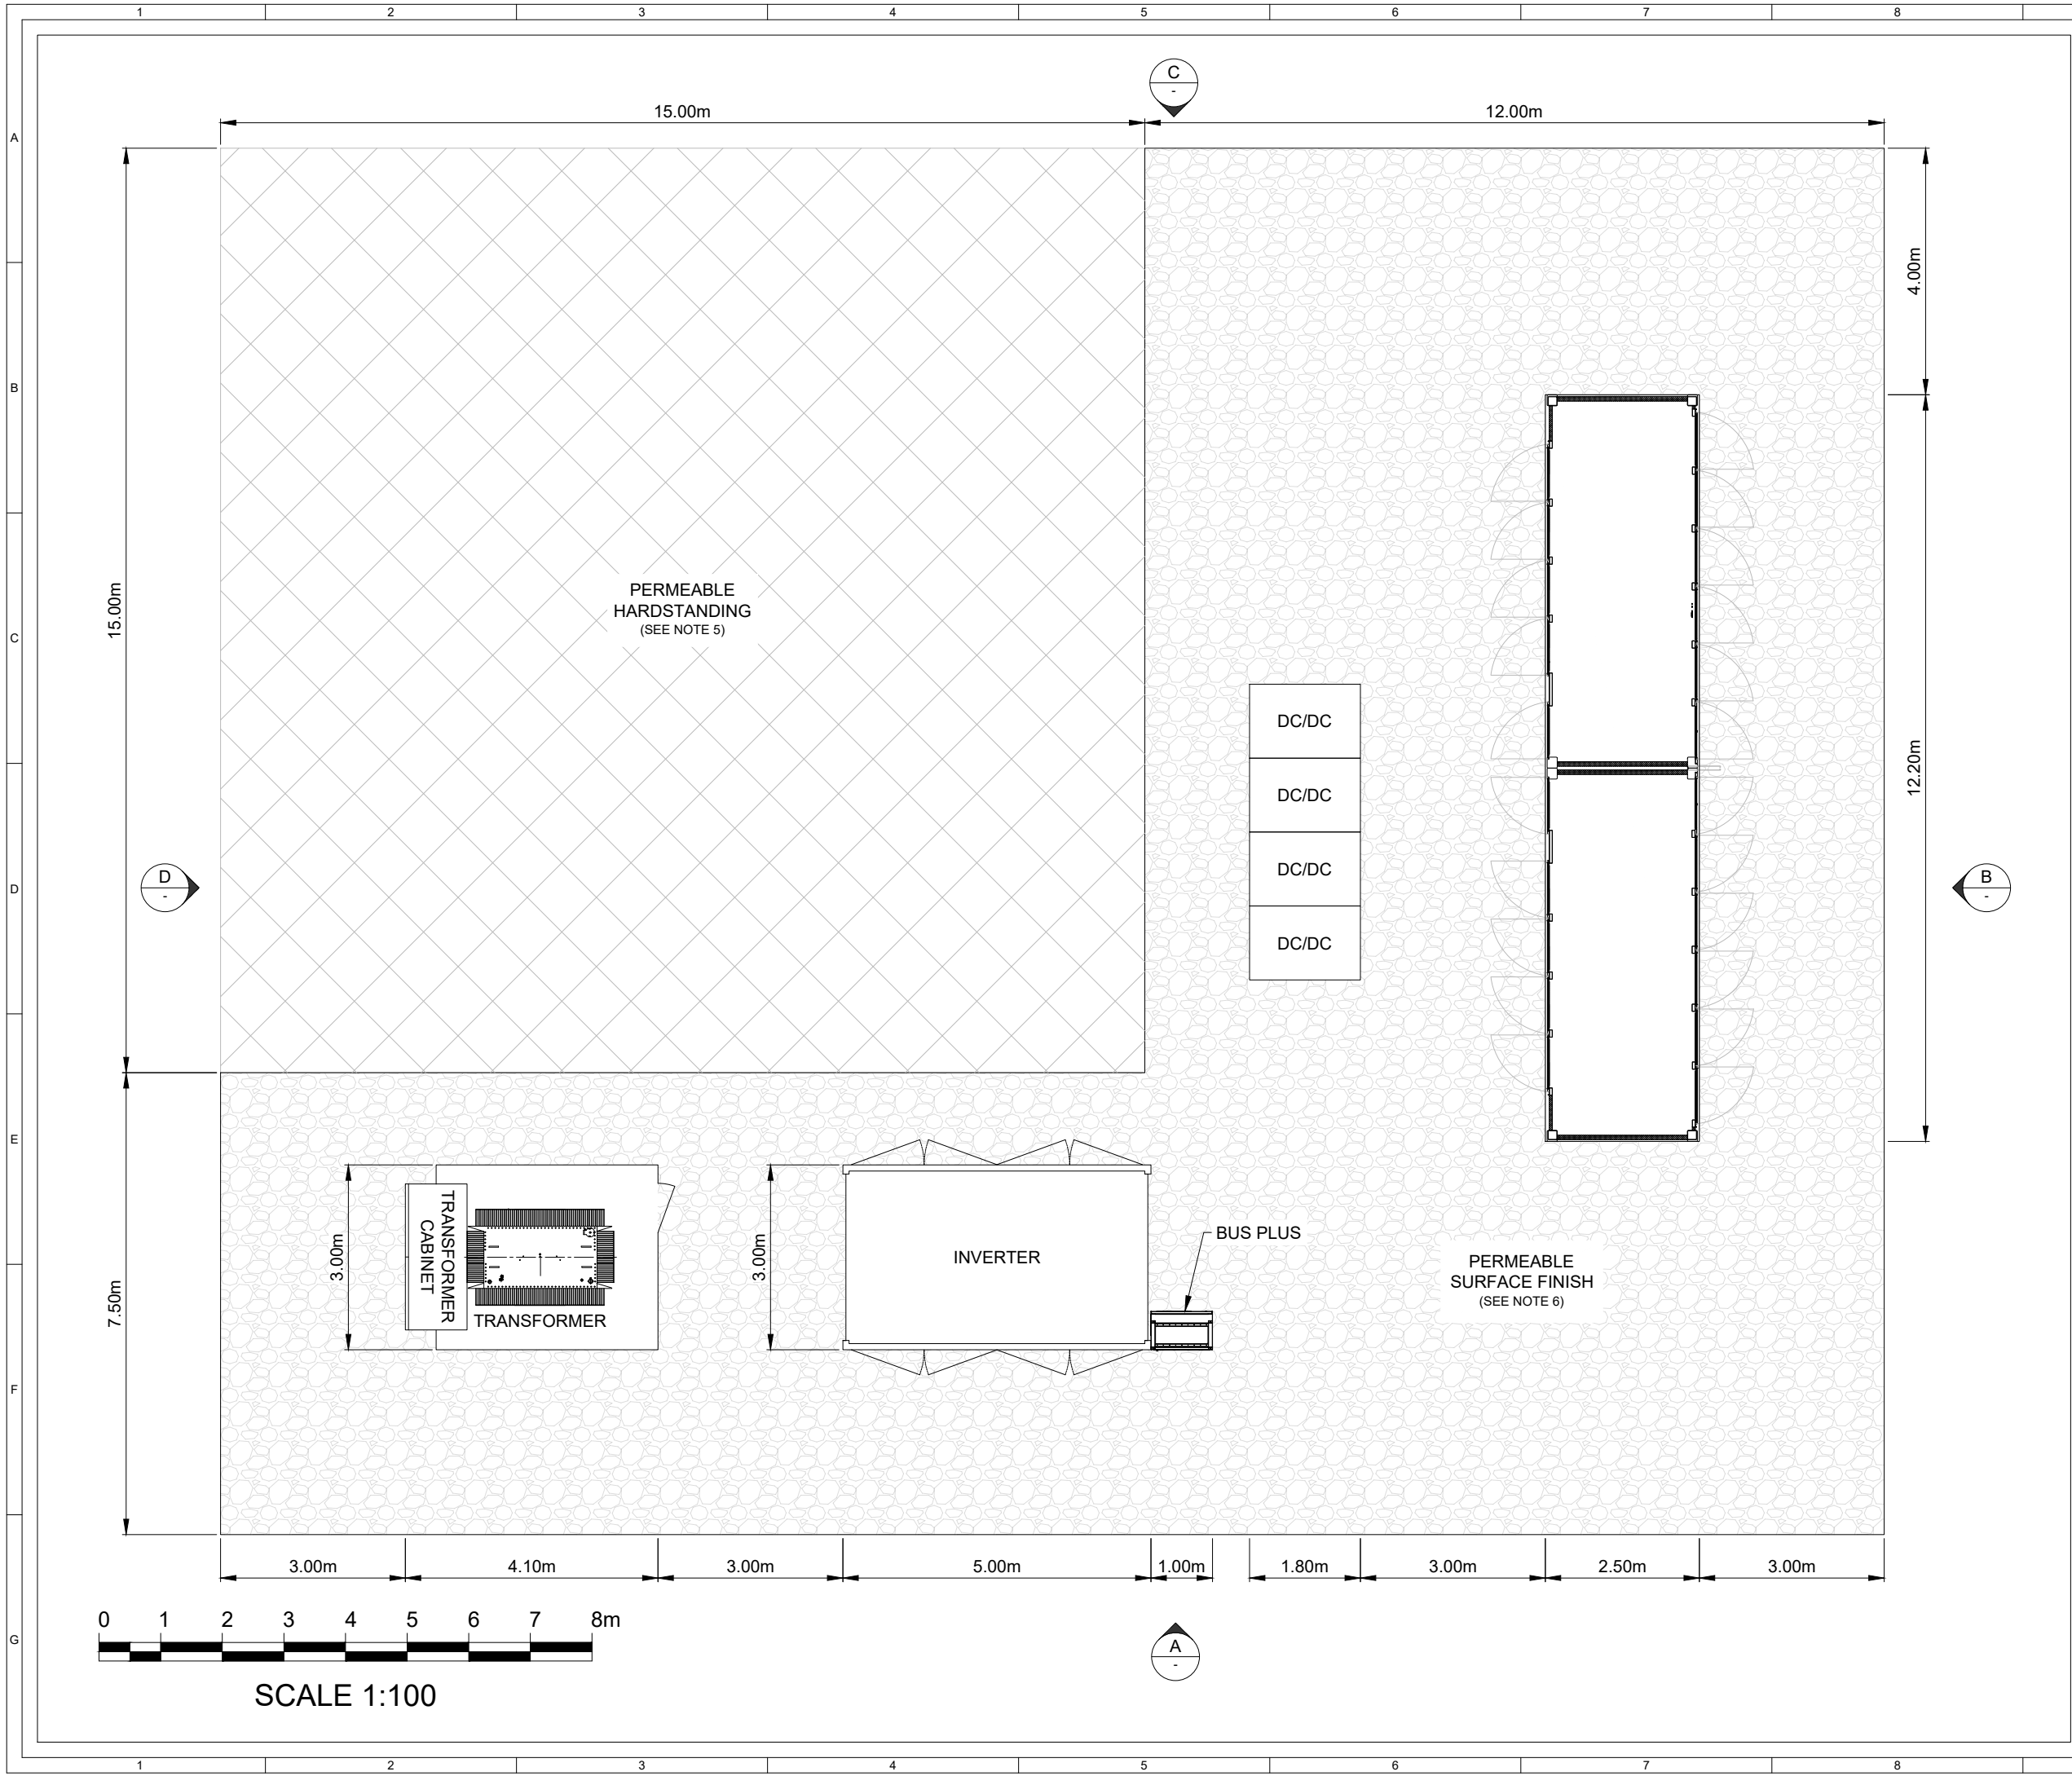 1 2 3 4 5 6 7 8
C
-
15.00m 12.00m
A
4.00m
B
PERMEABLE
HARDSTANDING
(SEE NOTE 5)
15.00m
C
DC/DC
DC/DC
12.20m
DC/DC
D
-
B
-
D
DC/DC
E
TRANSFORMER
CABINET
3.00m
TRANSFORMER
3.00m
INVERTER
BUS PLUS
PERMEABLE
SURFACE FINISH
(SEE NOTE 6)
7.50m
F
3.00m 4.10m 3.00m 5.00m 1.00m 1.80m 3.00m 2.50m 3.00m
0 1 2 3 4 5 6 7 8m
G
A
-
SCALE 1:100
1 2 3 4 5 6 7 8